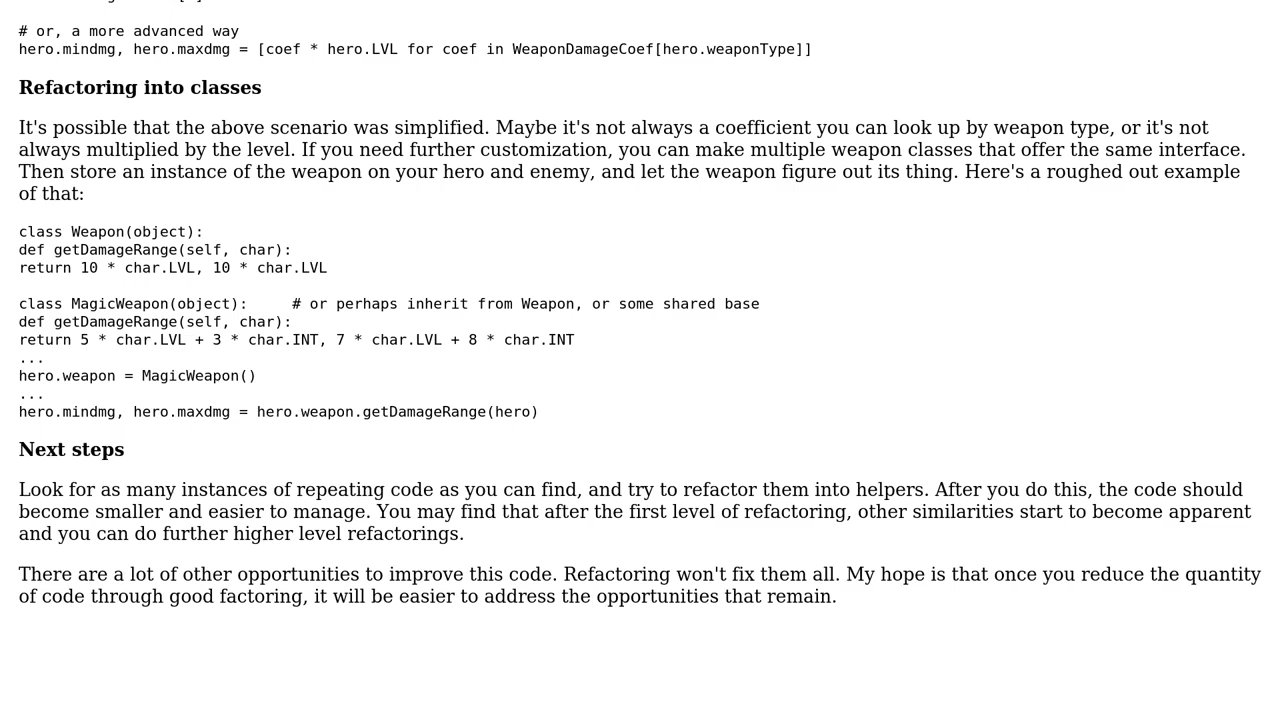 # or, a more advanced way
hero.mindmg, hero.maxdmg = [coef * hero.LVL for coef in WeaponDamageCoef[hero.weaponType]]
Refactoring into classes
It's possible that the above scenario was simplified. Maybe it's not always a coefficient you can look up by weapon type, or it's not
always multiplied by the level. If you need further customization, you can make multiple weapon classes that offer the same interface.
Then store an instance of the weapon on your hero and enemy, and let the weapon figure out its thing. Here's a roughed out example
of that:
class Weapon(object):
def getDamageRange(self, char):
return 10 * char.LVL, 10 * char.LVL
class MagicWeapon(object):     # or perhaps inherit from Weapon, or some shared base
def getDamageRange(self, char):
return 5 * char.LVL + 3 * char.INT, 7 * char.LVL + 8 * char.INT
...
hero.weapon = MagicWeapon()
...
hero.mindmg, hero.maxdmg = hero.weapon.getDamageRange(hero)
Next steps
Look for as many instances of repeating code as you can find, and try to refactor them into helpers. After you do this, the code should
become smaller and easier to manage. You may find that after the first level of refactoring, other similarities start to become apparent
and you can do further higher level refactorings.
There are a lot of other opportunities to improve this code. Refactoring won't fix them all. My hope is that once you reduce the quantity
of code through good factoring, it will be easier to address the opportunities that remain.